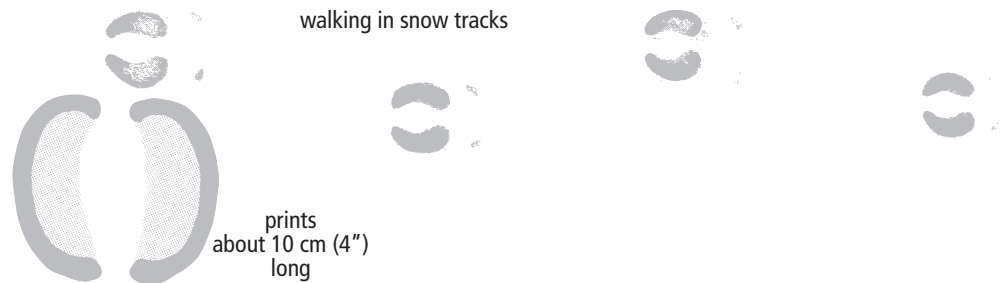 walking in snow tracks
prints
about 10 cm (4”)
long